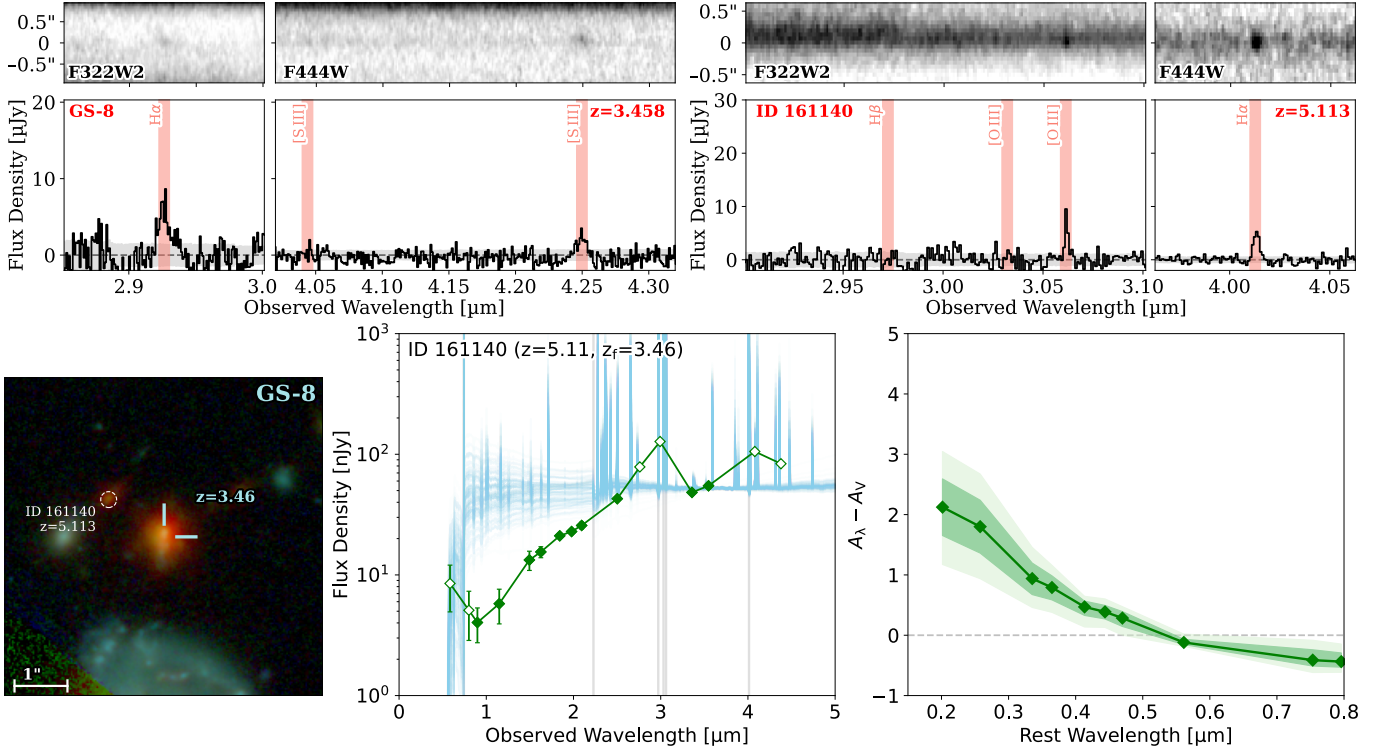 0.5"
0
−0.5"
F322W2
F444W
20
10
0
Flux Density [μJy]
GS-8
Hα
[S III]
[S III]
z=3.458
2.9
3.0
4.05
4.10
4.15
4.20
4.25
4.30
Observed Wavelength [μm]
0.5"
0
−0.5"
F322W2
F444W
30
20
10
0
Flux Density [μJy]
ID 161140
Hβ
[O III]
[O III]
Hα
z=5.113
2.95
3.00
3.05
3.10
4.00
4.05
Observed Wavelength [μm]
GS-8
z=3.46
ID 161140
z=5.113
1"
ID 161140 (z=5.11, z_f=3.46)
10³
10²
10¹
10⁰
Flux Density [nJy]
0
1
2
3
4
5
Observed Wavelength [μm]
5
4
3
2
1
0
−1
A_λ − A_V
0.2
0.3
0.4
0.5
0.6
0.7
0.8
Rest Wavelength [μm]